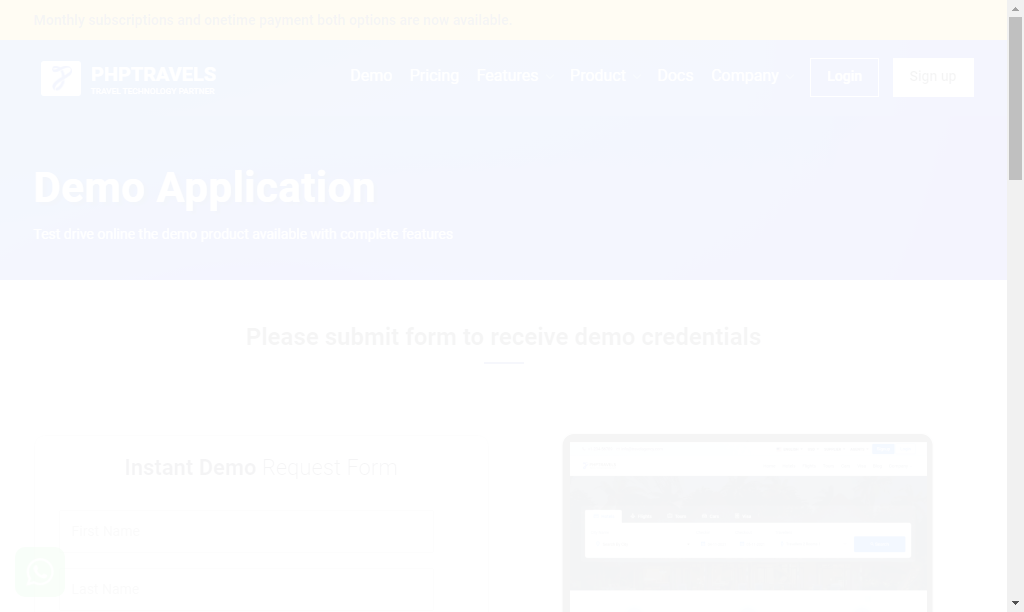 Monthly subscriptions and onetime payment both options are now available.
PHPTRAVELS
TRAVEL TECHNOLOGY PARTNER
Demo Pricing Features Product Docs Company Login Sign up
Demo Application
Test drive online the demo product available with complete features
Please submit form to receive demo credentials
Instant Demo Request Form
First Name
Last Name